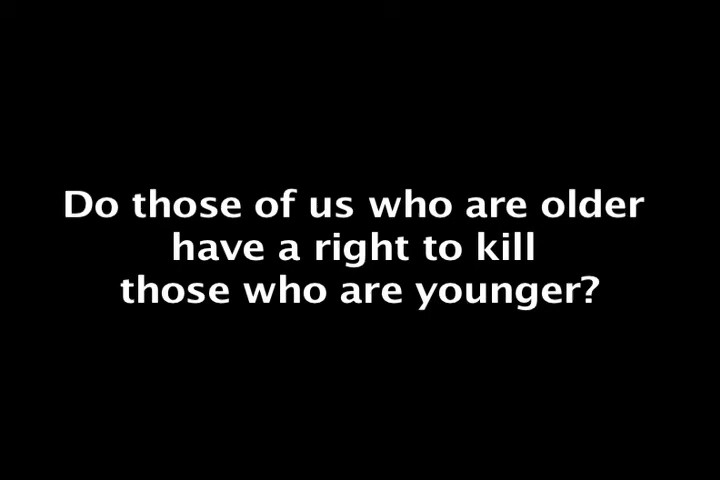 Do those of us who are older
have a right to kill
those who are younger?